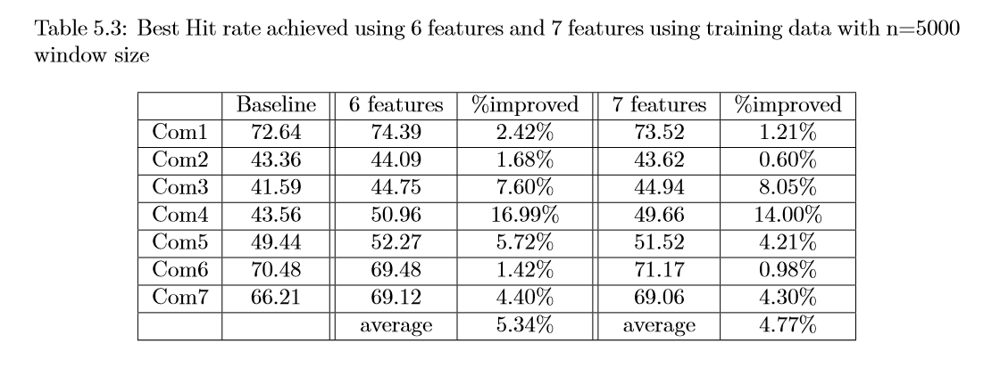 Table 5.3: Best Hit rate achieved using 6 features and 7 features using training data with n=5000
window size
Baseline 6 features %improved 7 features %improved
Com1 72.64 74.39 2.42% 73.52 1.21%
Com2 43.36 44.09 1.68% 43.62 0.60%
Com3 41.59 44.75 7.60% 44.94 8.05%
Com4 43.56 50.96 16.99% 49.66 14.00%
Com5 49.44 52.27 5.72% 51.52 4.21%
Com6 70.48 69.48 1.42% 71.17 0.98%
Com7 66.21 69.12 4.40% 69.06 4.30%
average 5.34% average 4.77%